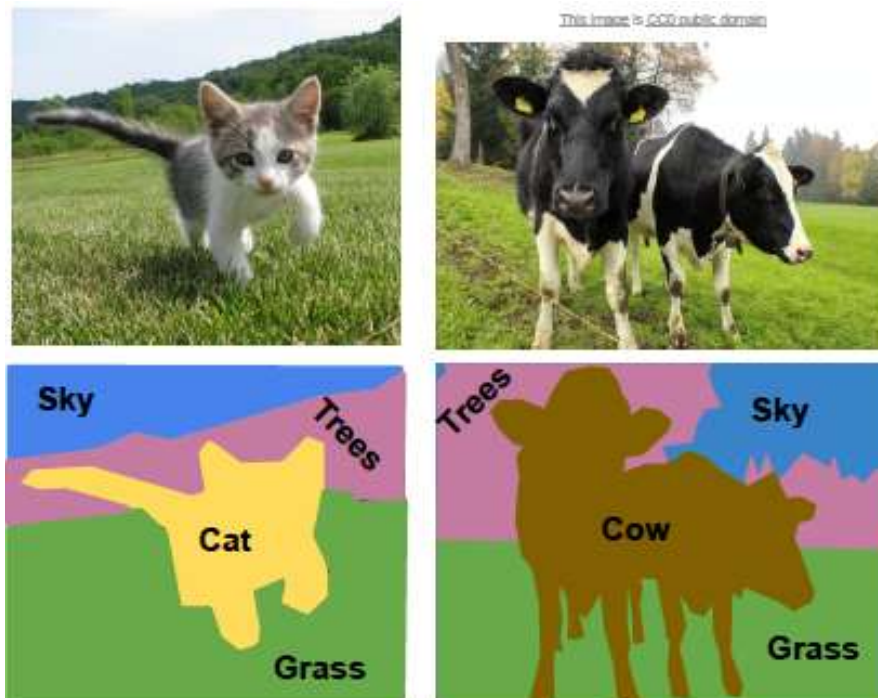 This image is CC0 public domain
Sky
Trees
Cat
Grass
Trees
Sky
Cow
Grass